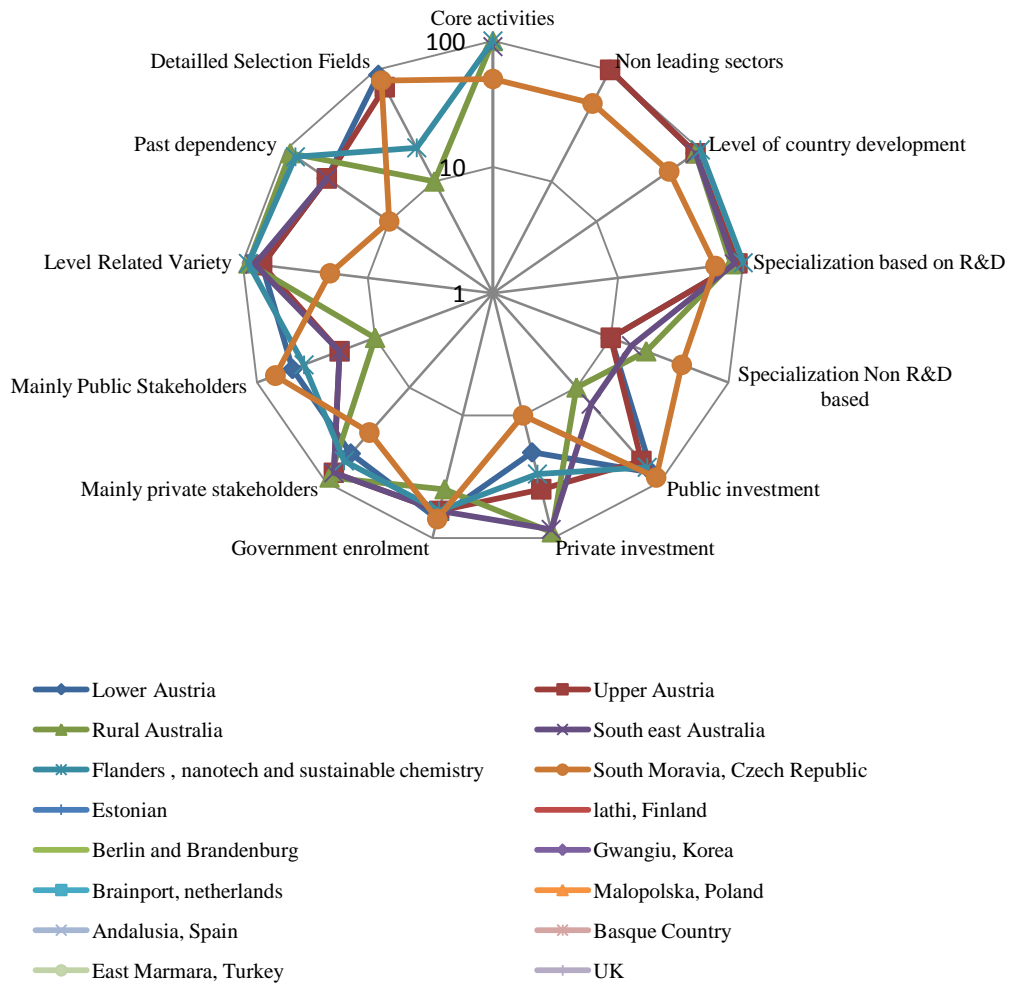 Core activities
100
Detailled Selection Fields
Non leading sectors
Past dependency
Level of country development
10
Level Related Variety
Specialization based on R&D
1
Mainly Public Stakeholders
Specialization Non R&D
based
Mainly private stakeholders
Public investment
Government enrolment
Private investment
Lower Austria
Upper Austria
Rural Australia
South east Australia
Flanders , nanotech and sustainable chemistry
South Moravia, Czech Republic
Estonian
lathi, Finland
Berlin and Brandenburg
Gwangiu, Korea
Brainport, netherlands
Malopolska, Poland
Andalusia, Spain
Basque Country
East Marmara, Turkey
UK